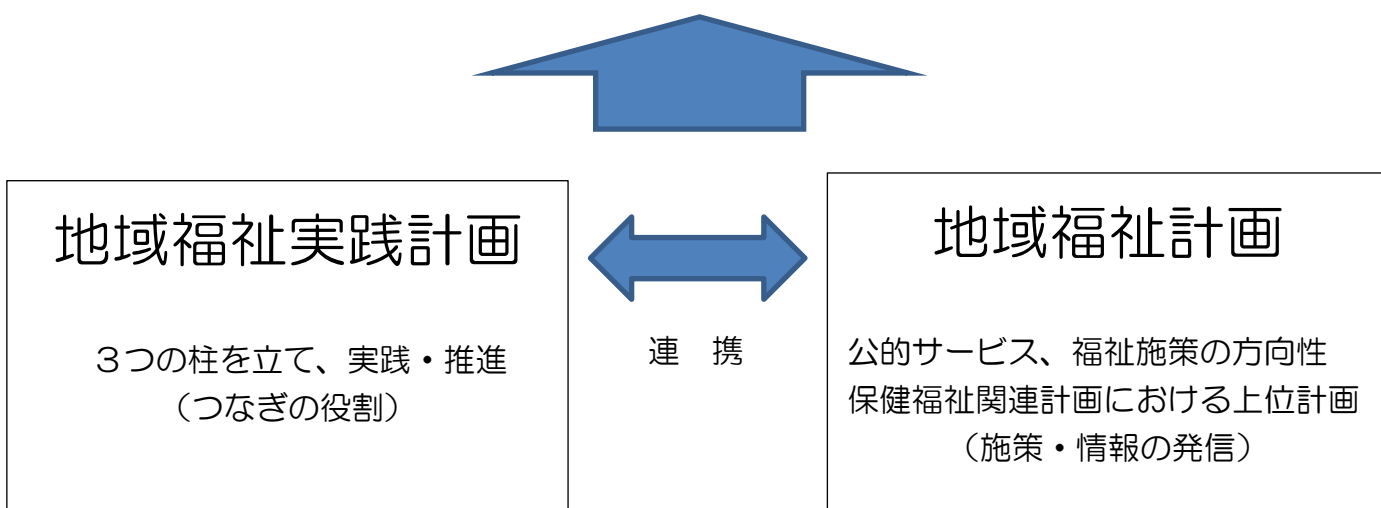 地域福祉実践計画
３つの柱を立て、実践・推進
（つなぎの役割）
連　携
地域福祉計画
公的サービス、福祉施策の方向性
保健福祉関連計画における上位計画
（施策・情報の発信）